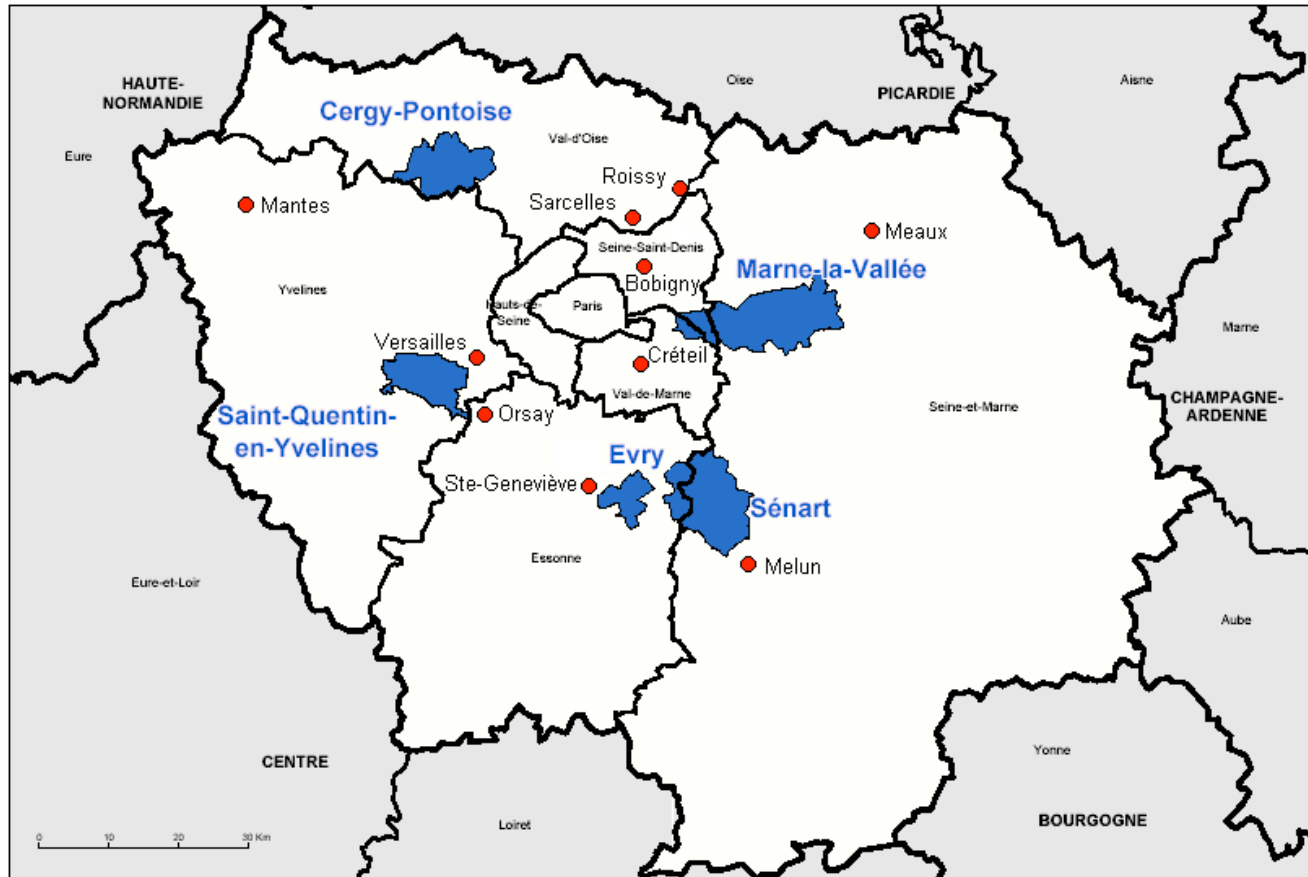 HAUTE-
NORMANDIE
Oise
PICARDIE
Aisne
Cergy-Pontoise
Val-d'Oise
Eure
Roissy
Mantes
Sarcelles
Meaux
Seine-Saint-Denis
Marne-la-Vallée
Bobigny
Yvelines
Hauts-de-
Seine
Paris
Marne
Versailles
Créteil
Val-de-Marne
CHAMPAGNE-
ARDENNE
Seine-et-Marne
Saint-Quentin-
en-Yvelines
Orsay
Evry
Ste-Geneviève
Sénart
Essonne
Melun
Eure-et-Loir
Aube
CENTRE
Yonne
BOURGOGNE
Loiret
0 10 20 30 Km